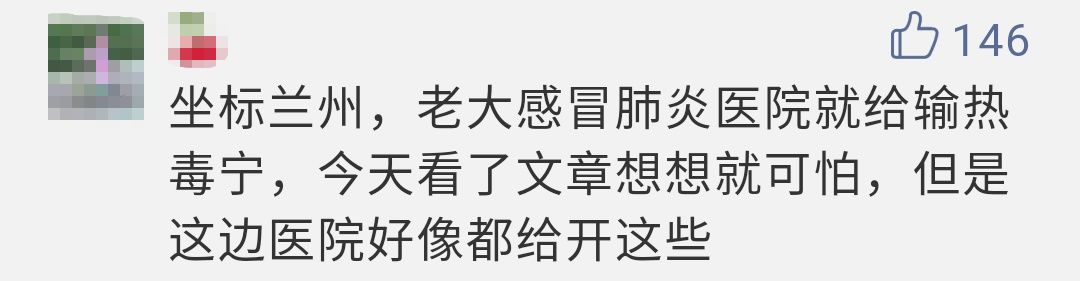 146
坐标兰州，老大感冒肺炎医院就给输热
毒宁，今天看了文章想想就可怕，但是
这边医院好像都给开这些